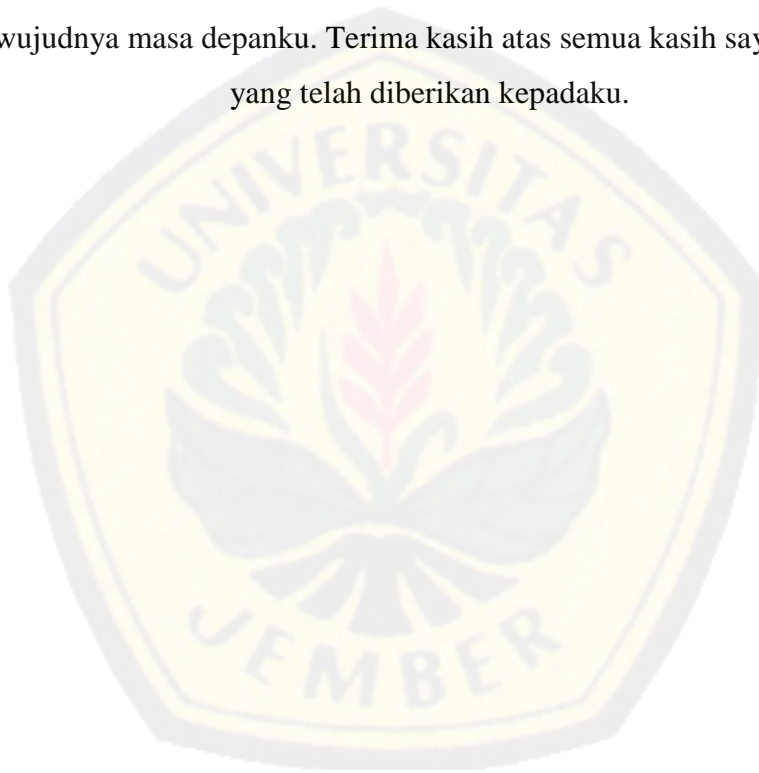 wujudnya masa depanku. Terima kasih atas semua kasih say
yang telah diberikan kepadaku.
UNIVERSITAS
JEMBER